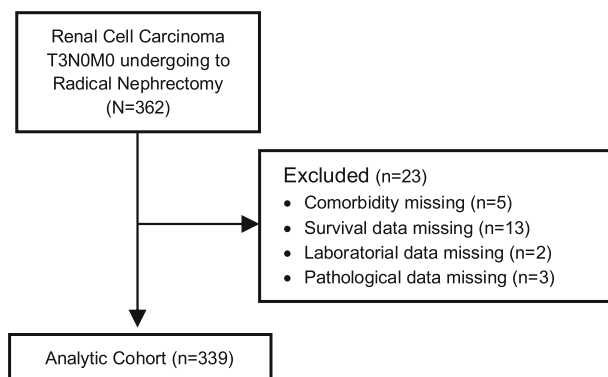 Renal Cell Carcinoma
T3N0M0 undergoing to
Radical Nephrectomy
(N=362)
Excluded (n=23)
• Comorbidity missing (n=5)
• Survival data missing (n=13)
• Laboratorial data missing (n=2)
• Pathological data missing (n=3)
Analytic Cohort (n=339)